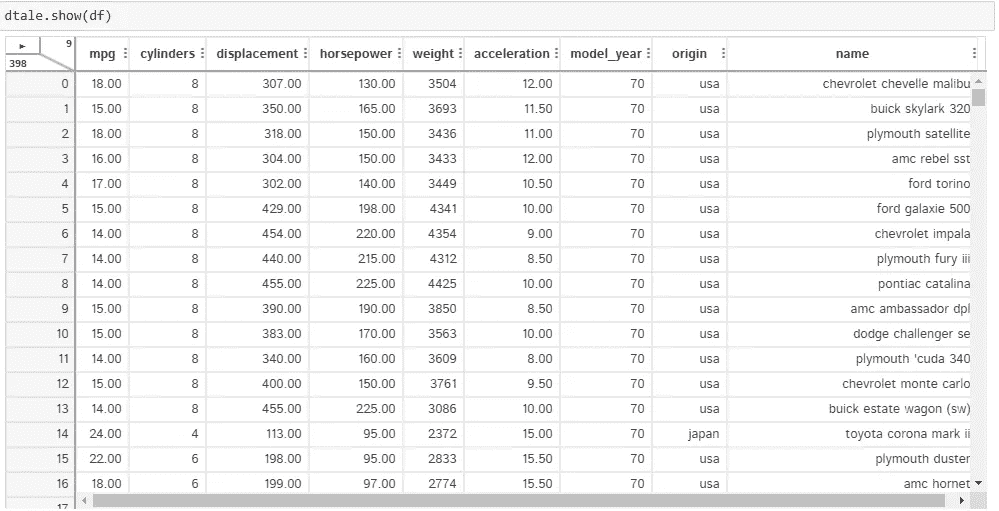 dtale.show(df)
9
398
mpg cylinders displacement horsepower weight acceleration model_year origin name
0 18.00 8 307.00 130.00 3504 12.00 70 usa chevrolet chevelle malibu
1 15.00 8 350.00 165.00 3693 11.50 70 usa buick skylark 320
2 18.00 8 318.00 150.00 3436 11.00 70 usa plymouth satellite
3 16.00 8 304.00 150.00 3433 12.00 70 usa amc rebel sst
4 17.00 8 302.00 140.00 3449 10.50 70 usa ford torino
5 15.00 8 429.00 198.00 4341 10.00 70 usa ford galaxie 500
6 14.00 8 454.00 220.00 4354 9.00 70 usa chevrolet impala
7 14.00 8 440.00 215.00 4312 8.50 70 usa plymouth fury iii
8 14.00 8 455.00 225.00 4425 10.00 70 usa pontiac catalina
9 15.00 8 390.00 190.00 3850 8.50 70 usa amc ambassador dpl
10 15.00 8 383.00 170.00 3563 10.00 70 usa dodge challenger se
11 14.00 8 340.00 160.00 3609 8.00 70 usa plymouth 'cuda 340
12 15.00 8 400.00 150.00 3761 9.50 70 usa chevrolet monte carlo
13 14.00 8 455.00 225.00 3086 10.00 70 usa buick estate wagon (sw)
14 24.00 4 113.00 95.00 2372 15.00 70 japan toyota corona mark ii
15 22.00 6 198.00 95.00 2833 15.50 70 usa plymouth duster
16 18.00 6 199.00 97.00 2774 15.50 70 usa amc hornet
17